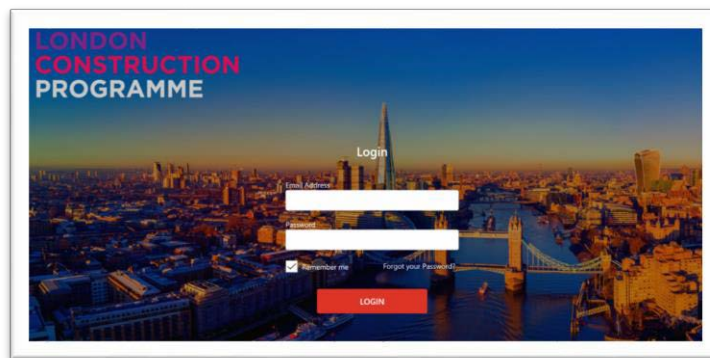 LONDON
CONSTRUCTION
PROGRAMME
Login
Email Address
Password
Remember me Forgot your Password?
LOGIN